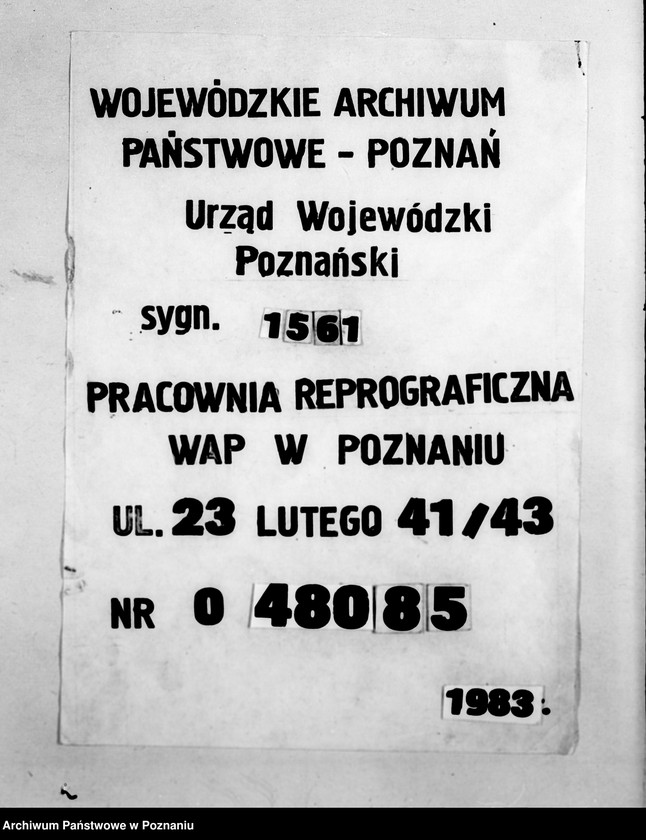 WOJEWÓDZKIE ARCHIWUM
PAŃSTWOWE - POZNAŃ
Urząd Wojewódzki
Poznański
sygn. 1561
PRACOWNIA REPROGRAFICZNA
WAP W POZNANIU
UL. 23 LUTEGO 41/43
NR 0 48085
1983.
Archiwum Państwowe w Poznaniu